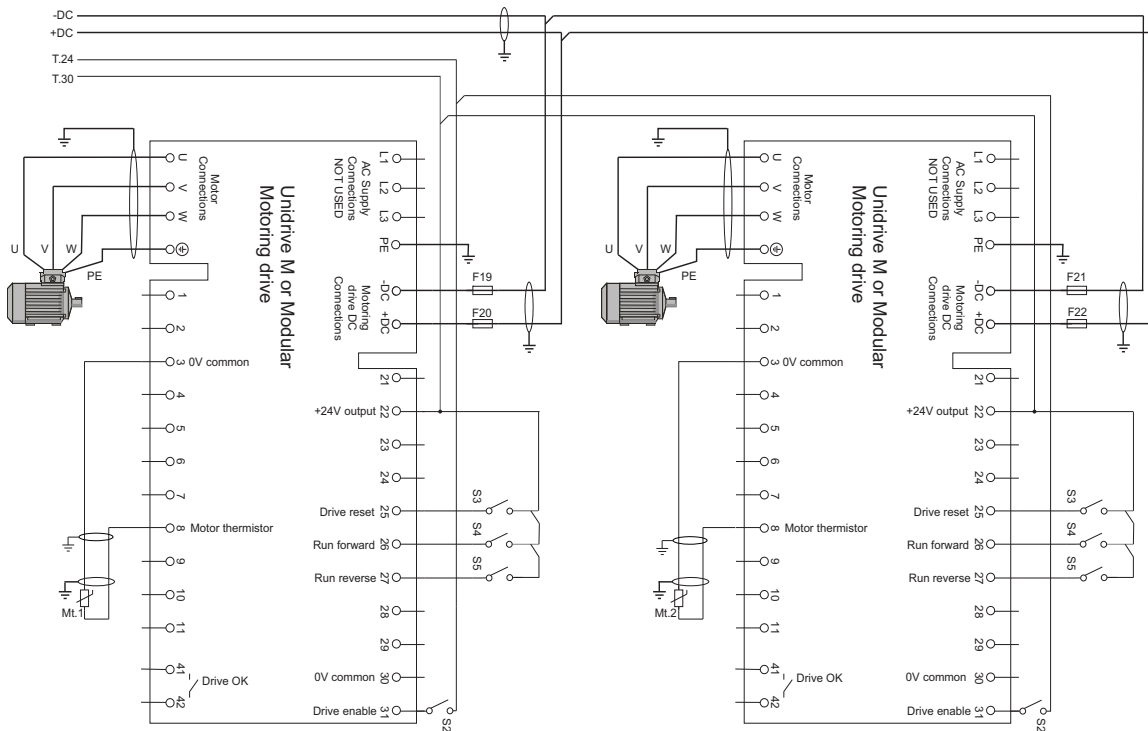 -DC
+DC
T.24
T.30
U
V
W
Motor
Connections
U
V
W
PE
1
2
3
0V common
4
5
6
7
8
Motor thermistor
9
10
11
41
Drive OK
42
Mt.1
Unidrive M or Modular
Motoring drive
L1
L2
L3
PE
AC Supply
Connections
NOT USED
-DC
+DC
Motoring
drive DC
Connections
F19
F20
21
+24V output
22
23
24
Drive reset
25
S3
Run forward
26
S4
Run reverse
27
S5
28
29
0V common
30
Drive enable
31
S2
U
V
W
Motor
Connections
U
V
W
PE
1
2
3
0V common
4
5
6
7
8
Motor thermistor
9
10
11
41
Drive OK
42
Mt.2
Unidrive M or Modular
Motoring drive
L1
L2
L3
PE
AC Supply
Connections
NOT USED
-DC
+DC
Motoring
drive DC
Connections
F21
F22
21
+24V output
22
23
24
Drive reset
25
S3
Run forward
26
S4
Run reverse
27
S5
28
29
0V common
30
Drive enable
31
S2